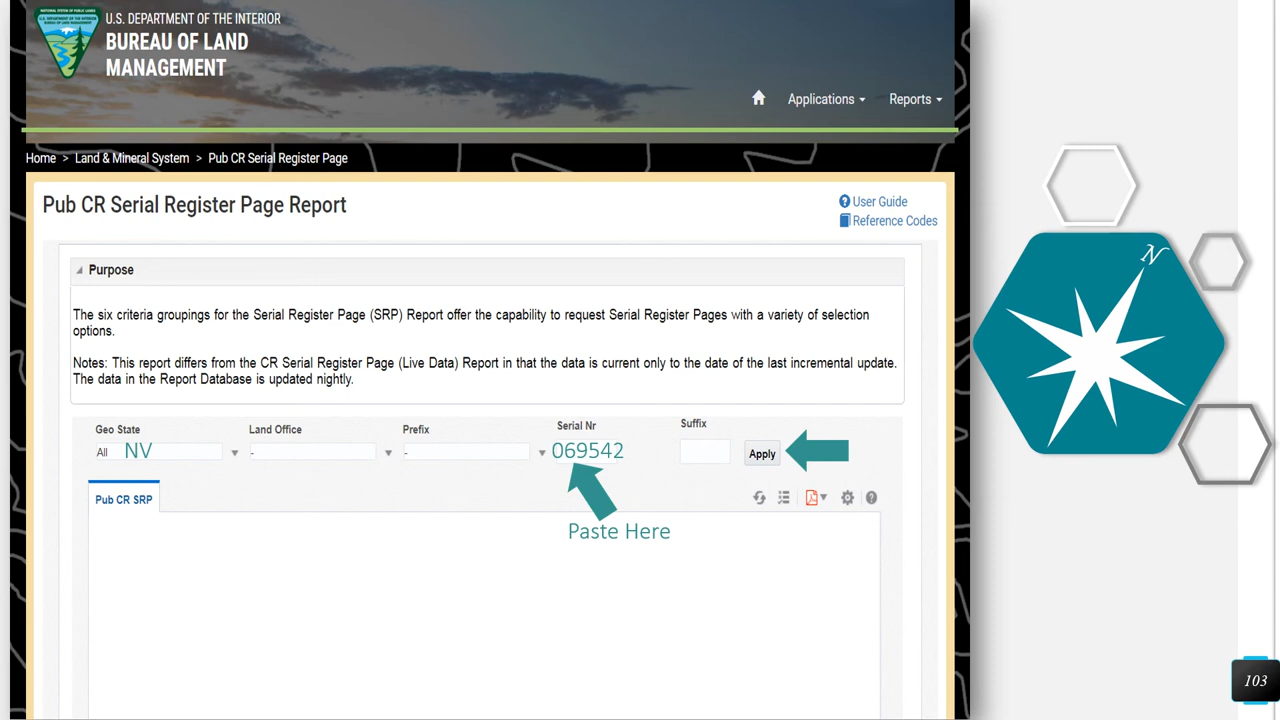 U.S. DEPARTMENT OF THE INTERIOR
BUREAU OF LAND
MANAGEMENT
Applications
Reports
Home > Land & Mineral System > Pub CR Serial Register Page
Pub CR Serial Register Page Report
User Guide
Reference Codes
Purpose
The six criteria groupings for the Serial Register Page (SRP) Report offer the capability to request Serial Register Pages with a variety of selection
options.
Notes: This report differs from the CR Serial Register Page (Live Data) Report in that the data is current only to the date of the last incremental update.
The data in the Report Database is updated nightly.
Geo State Land Office Prefix Serial Nr Suffix
All NV - - 069542 Apply
Pub CR SRP
Paste Here
N
103